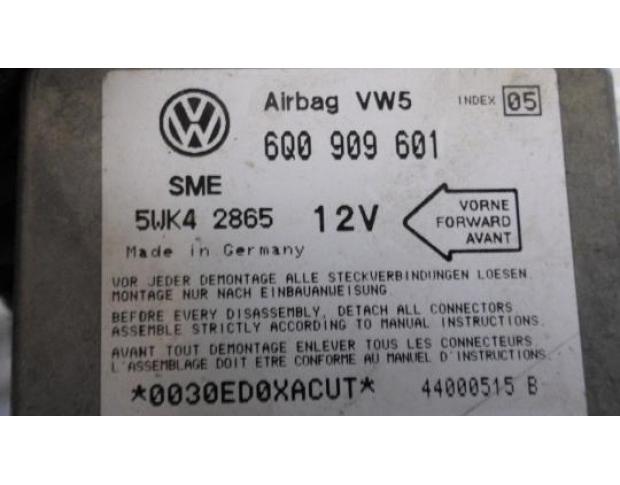 Airbag VW5 INDEX 05
6Q0 909 601
SME
5WK4 2865 12V
VORNE
FORWARD
AVANT
Made in Germany
VOR JEDER DEMONTAGE ALLE STECKVERBINDUNGEN LOESEN.
MONTAGE NUR NACH EINBAUANWEISUNG
BEFORE EVERY DISASSEMBLY, DETACH ALL CONNECTORS
ASSEMBLE STRICTLY ACCORDING TO MANUAL INSTRUCTIONS.
AVANT TOUT DEMONTAGE ENLEVER TOUS LES CONNECTEURS.
L'ASSEMBLAGE DOIT ETRE CONFORME AU MANUEL D'INSTRUCTIONS.
*0030ED0XACUT* 44000515 B